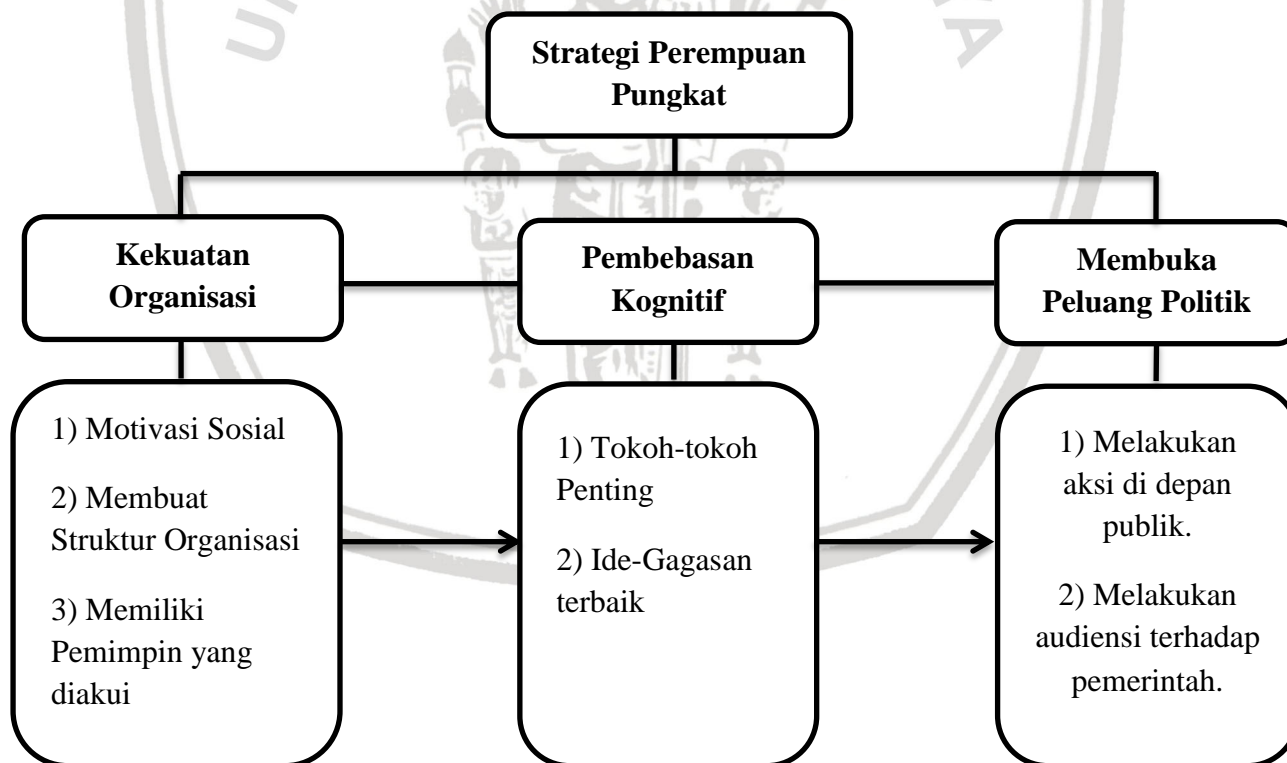 Strategi Perempuan
Pungkat
Kekuatan
Organisasi
Pembebasan
Kognitif
Membuka
Peluang Politik
1) Motivasi Sosial
2) Membuat
Struktur Organisasi
3) Memiliki
Pemimpin yang
diakui
1) Tokoh-tokoh
Penting
2) Ide-Gagasan
terbaik
1) Melakukan
aksi di depan
publik.
2) Melakukan
audiensi terhadap
pemerintah.